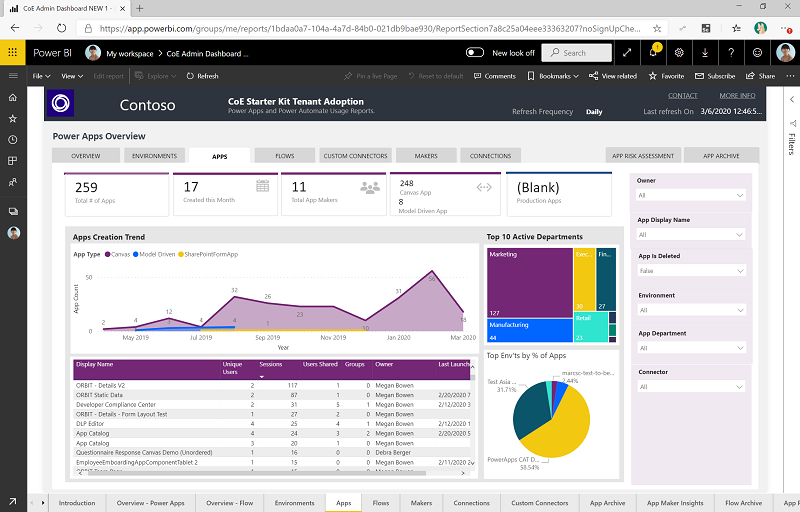 CoE Admin Dashboard NEW 1 -
https://app.powerbi.com/groups/me/reports/1bdaa0a7-104a-4a7d-84b0-021db9bae930/ReportSection7a8c25a04eee33363207?noSignUpChe...
Power BI My workspace > CoE Admin Dashboard ... New look off Search 1
File View Edit report Explore Refresh Pin a live Page Reset to default Comments Bookmarks View related Favorite Subscribe Share ...
Contoso
CoE Starter Kit Tenant Adoption
Power Apps and Power Automate Usage Reports.
CONTACT MORE INFO
Refresh Frequency Daily Last refresh On 3/6/2020 12:46:5...
Filters
Power Apps Overview
OVERVIEW ENVIRONMENTS APPS FLOWS CUSTOM CONNECTORS MAKERS CONNECTIONS APP RISK ASSESSMENT APP ARCHIVE
259
Total # of Apps
17
Created this Month
11
Total App Makers
248
Canvas App
8
Model Driven App
(Blank)
Production Apps
Owner
All
App Display Name
All
App Is Deleted
False
Environment
All
App Department
All
Connector
All
Apps Creation Trend
App Type Canvas Model Driven SharePointFormApp
App Count
50
0
2 4 12 4 4 32 26 1 23 10 31 56 18
May 2019 Jul 2019 Sep 2019 Nov 2019 Jan 2020 Mar 2020
Year
Top 10 Active Departments
Marketing
127
Manufacturing
44
Exec...
30
Fin...
27
Retail
23
Display Name Unique Users Sessions Users Shared Groups Owner Last Launch
ORBIT - Details V2 2 117 1 0 Megan Bowen
ORBIT Static Data 2 87 1 0 Megan Bowen 2/20/2020 7
Developer Compliance Center 2 31 5 1 Megan Bowen 2/12/2020 3
ORBIT - Details - Form Layout Test 1 27 2 0 Megan Bowen
DLP Editor 4 25 4 1 Megan Bowen 2/12/2020 1
App Catalog 4 24 3 2 Megan Bowen 2/20/2020 5
App Catalog 3 20 1 0 Megan Bowen
Questionnaire Response Canvas Demo (Unordered) 1 16 0 0 Debra Berger
EmployeeEmboardingAppComponentTablet 2 1 15 0 0 Megan Bowen 2/11/2020 2
Top Env'ts by % of Apps
marcsc-test-to-be...
2.44%
Test Asia ...
31.71%
PowerApps CAT D...
58.54%
Introduction Overview - Power Apps Overview - Flow Environments Apps Flows Makers Connections Custom Connectors App Archive App Maker Insights Flow Archive App R